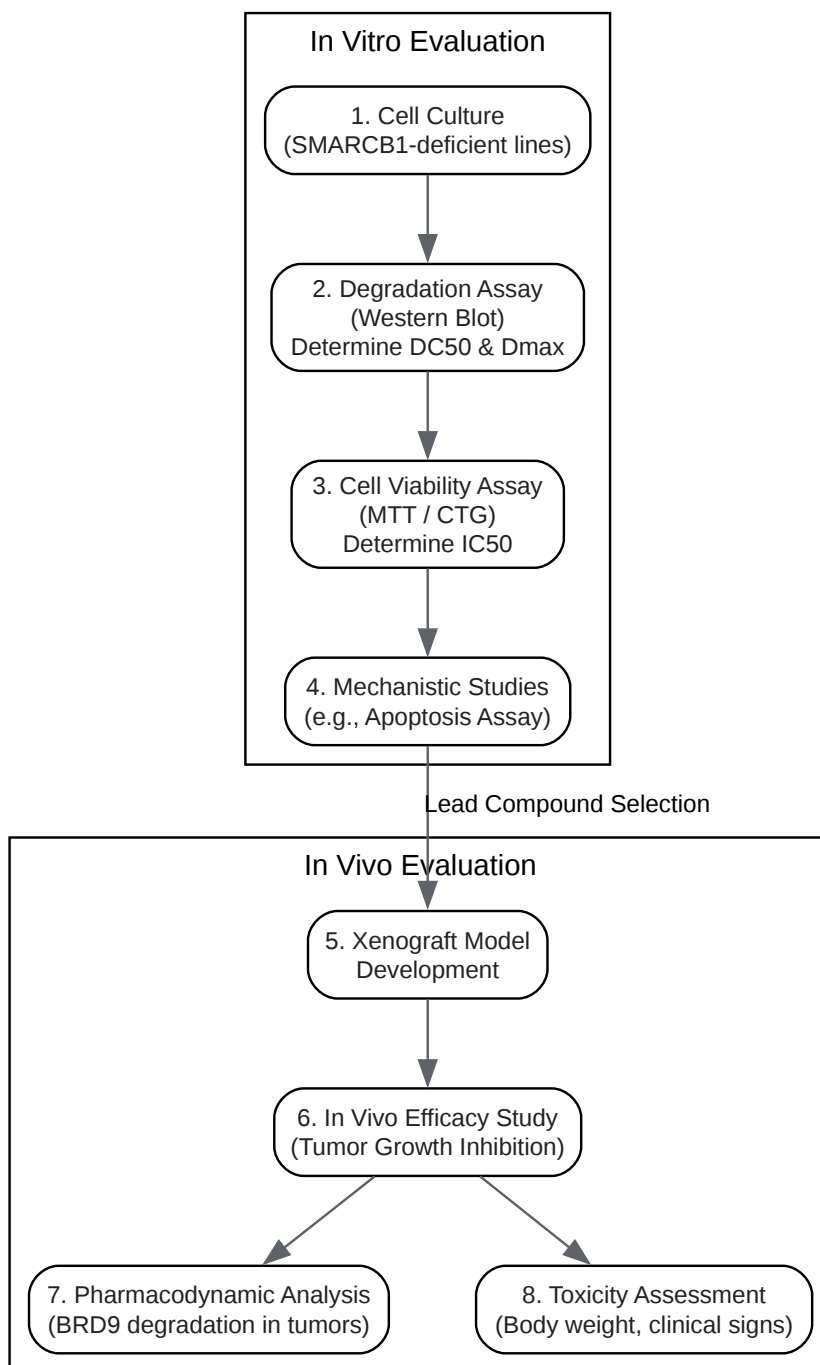 In Vitro Evaluation
1. Cell Culture
(SMARCB1-deficient lines)
2. Degradation Assay
(Western Blot)
Determine DC50 & Dmax
3. Cell Viability Assay
(MTT / CTG)
Determine IC50
4. Mechanistic Studies
(e.g., Apoptosis Assay)
Lead Compound Selection
In Vivo Evaluation
5. Xenograft Model
Development
6. In Vivo Efficacy Study
(Tumor Growth Inhibition)
7. Pharmacodynamic Analysis
(BRD9 degradation in tumors)
8. Toxicity Assessment
(Body weight, clinical signs)